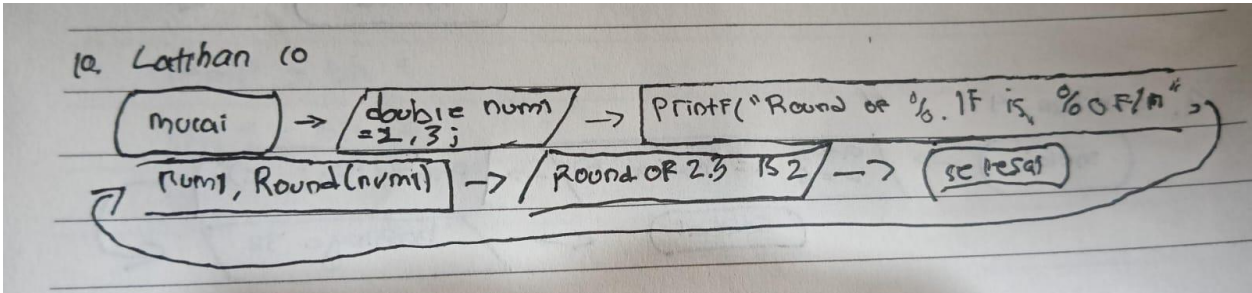 10. Latihan 10
mulai → double num1 = 2,3; → printf("Round of %.1F is %.0F/n",
num1, Round(num1) → Round OF 2.3 is 2 → selesai